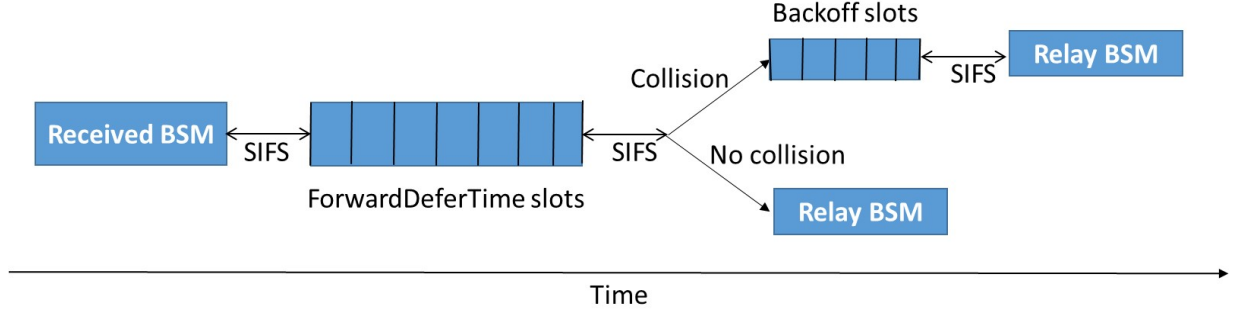 Backoff slots
Relay BSM
SIFS
Collision
Received BSM
SIFS
SIFS
No collision
ForwardDeferTime slots
Relay BSM
Time